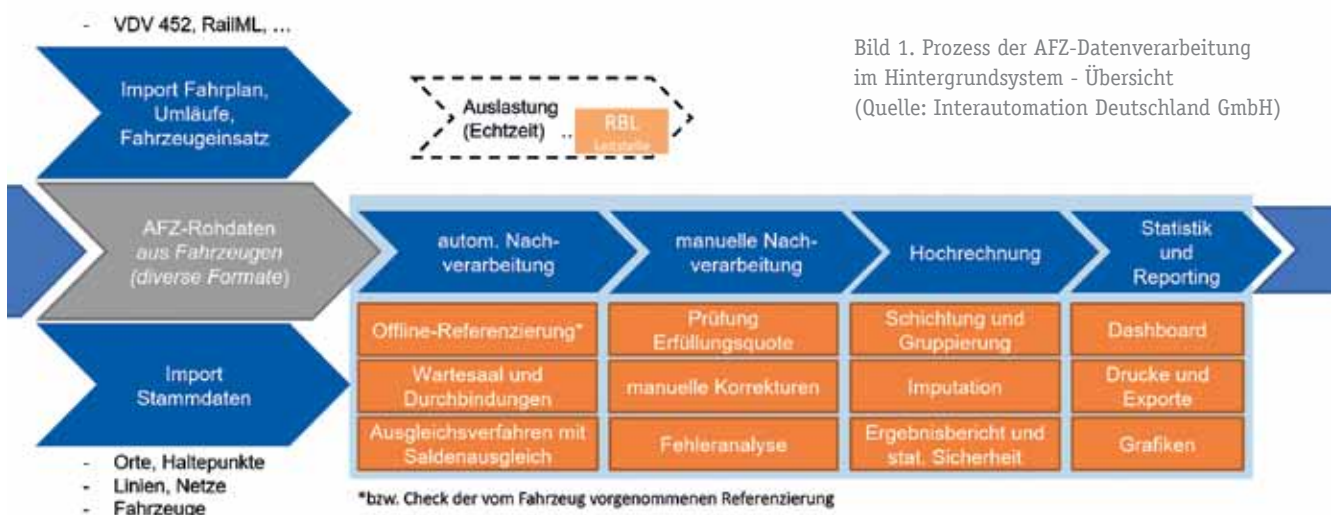 - VDV 452, RailML, ...
Import Fahrplan,
Umläufe,
Fahrzeugeinsatz
Auslastung
(Echtzeit) ..
RBL
Leitstelle
Bild 1. Prozess der AFZ-Datenverarbeitung
im Hintergrundsystem - Übersicht
(Quelle: Interautomation Deutschland GmbH)
AFZ-Rohdaten
aus Fahrzeugen
(diverse Formate)
autom. Nach-
verarbeitung
manuelle Nach-
verarbeitung
Hochrechnung
Statistik
und
Reporting
Offline-Referenzierung*
Prüfung
Erfüllungsquote
Schichtung und
Gruppierung
Dashboard
Wartesaal und
Durchbindungen
manuelle Korrekturen
Imputation
Drucke und
Exporte
Ausgleichsverfahren mit
Saldenausgleich
Fehleranalyse
Ergebnisbericht und
stat. Sicherheit
Grafiken
Import
Stammdaten
- Orte, Haltepunkte
- Linien, Netze
- Fahrzeuge
*bzw. Check der vom Fahrzeug vorgenommenen Referenzierung